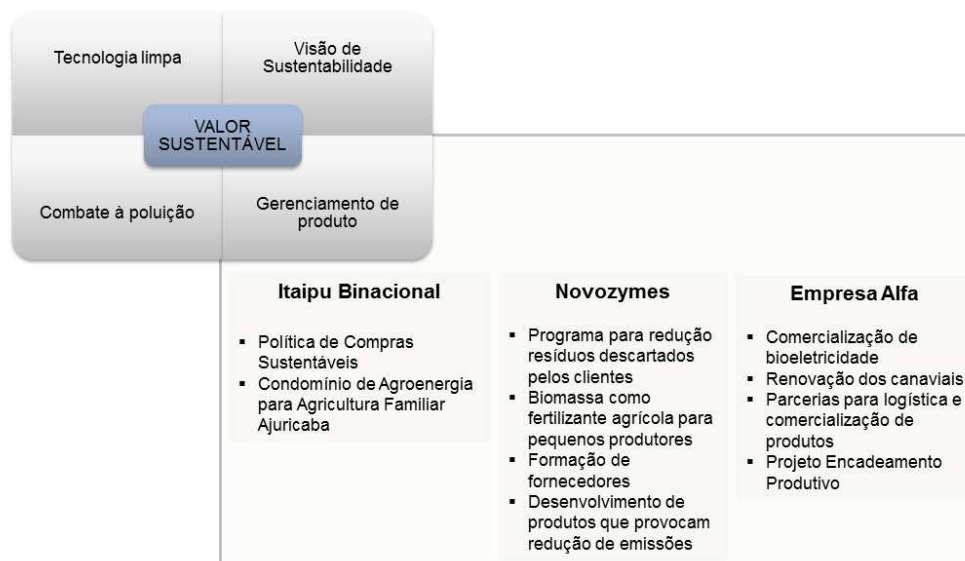 Tecnologia limpa
Visão de
Sustentabilidade
VALOR
SUSTENTÁVEL
Combate à poluição
Gerenciamento de
produto
Itaipu Binacional
▪ Política de Compras
Sustentáveis
▪ Condomínio de Agroenergia
para Agricultura Familiar
Ajuricaba
Novozymes
▪ Programa para redução
resíduos descartados
pelos clientes
▪ Biomassa como
fertilizante agrícola para
pequenos produtores
▪ Formação de
fornecedores
▪ Desenvolvimento de
produtos que provocam
redução de emissões
Empresa Alfa
▪ Comercialização de
bioeletricidade
▪ Renovação dos canaviais
▪ Parcerias para logística e
comercialização de
produtos
▪ Projeto Encadeamento
Produtivo